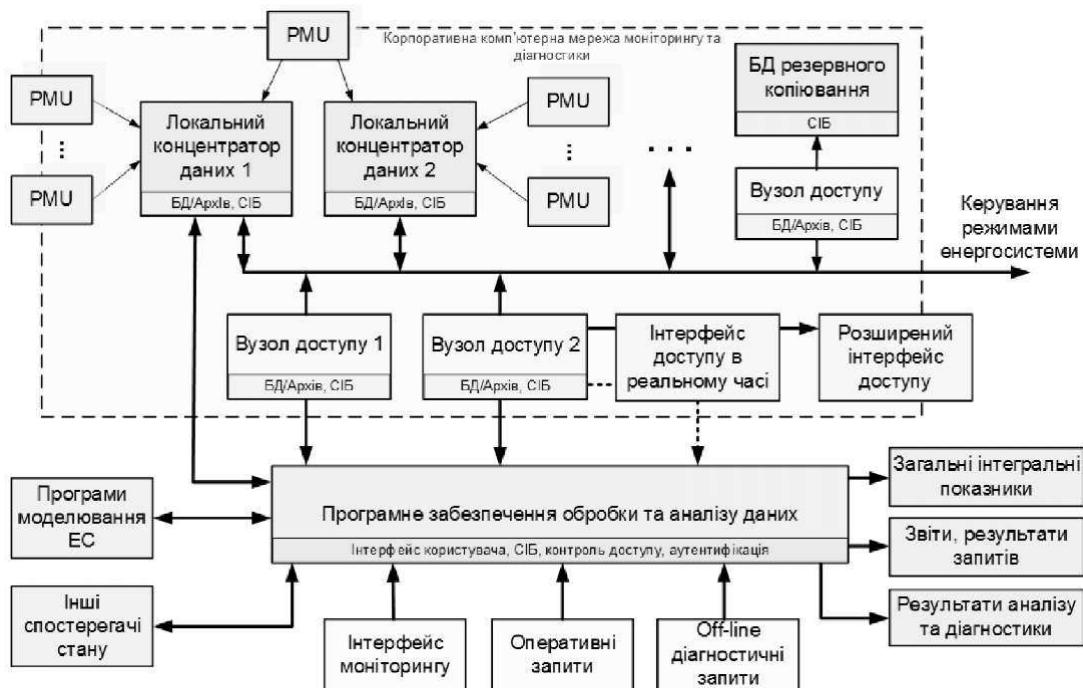 PMU
Корпоративна комп'ютерна мережа моніторингу та
діагностики
PMU
⋮
PMU
Локальний
концентратор
даних 1
БД/Архів, СІБ
Локальний
концентратор
даних 2
БД/Архів, СІБ
PMU
⋮
PMU
. . .
БД резервного
копіювання
СІБ
Вузол доступу
БД/Архів, СІБ
Керування
режимами
енергосистеми
Вузол доступу 1
БД/Архів, СІБ
Вузол доступу 2
БД/Архів, СІБ
Інтерфейс
доступу в
реальному часі
Розширений
інтерфейс
доступу
Програми
моделювання
ЕС
Інші
спостерегачі
стану
Програмне забезпечення обробки та аналізу даних
Інтерфейс користувача, СІБ, контроль доступу, аутентифікація
Загальні інтегральні
показники
Звіти, результати
запитів
Результати аналізу
та діагностики
Інтерфейс
моніторингу
Оперативні
запити
Off-line
діагностичні
запити